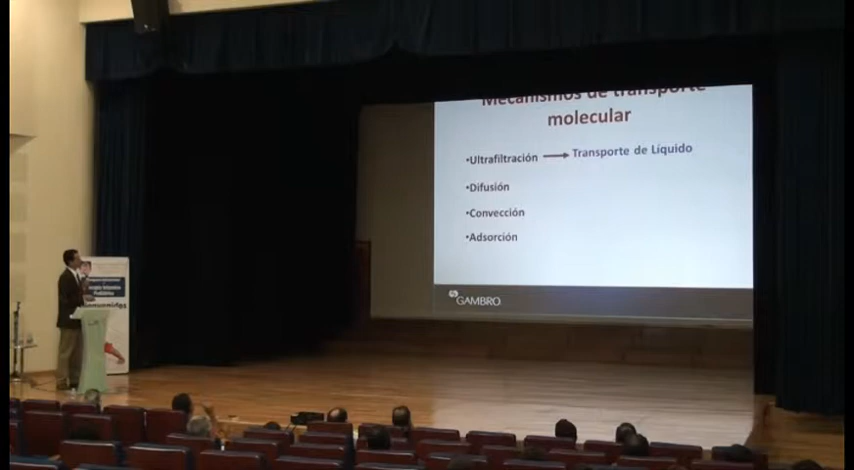 Mecanismos de transporte
molecular
•Ultrafiltración Transporte de Líquido
•Difusión
•Convección
•Adsorción
GAMBRO